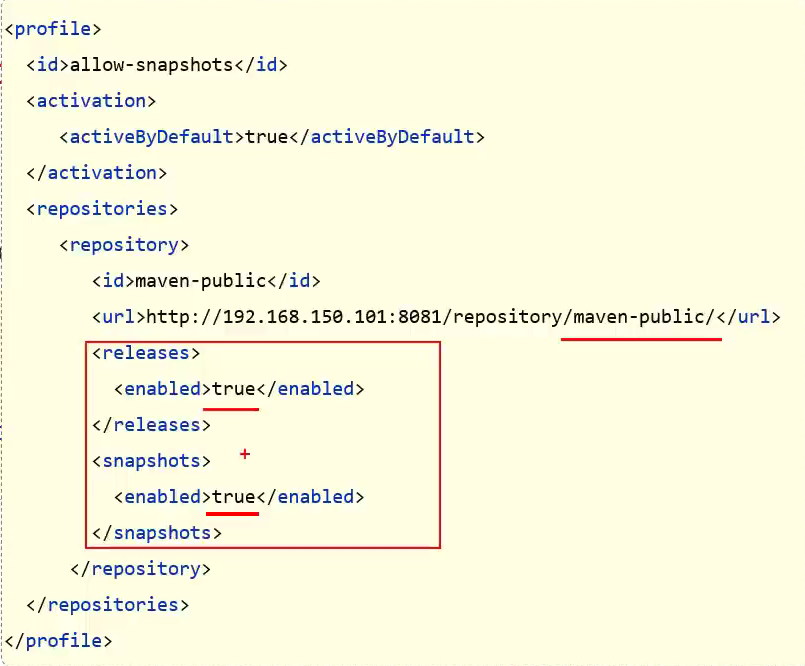 <profile>
<id>allow-snapshots</id>
<activation>
<activeByDefault>true</activeByDefault>
</activation>
<repositories>
<repository>
<id>maven-public</id>
<url>http://192.168.150.101:8081/repository/maven-public/</url>
<releases>
<enabled>true</enabled>
</releases>
<snapshots>
<enabled>true</enabled>
</snapshots>
</repository>
</repositories>
</profile>